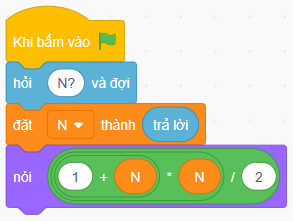 Khi bấm vào
hỏi N? và đợi
đặt N thành trả lời
nói 1 + N * N / 2